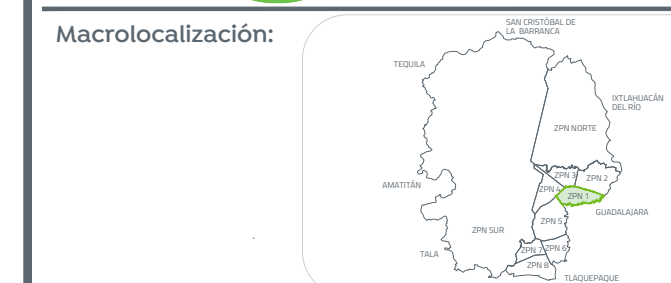 Macrolocalización:
SAN CRISTÓBAL DE
LA BARRANCA
TEQUILA
IXTLAHUACÁN
DEL RÍO
ZPN NORTE
ZPN 3
ZPN 2
AMATITÁN
ZPN 4
ZPN 1
GUADALAJARA
ZPN 5
ZPN SUR
TALA
ZPN 7
ZPN 6
ZPN 8
TLAQUEPAQUE